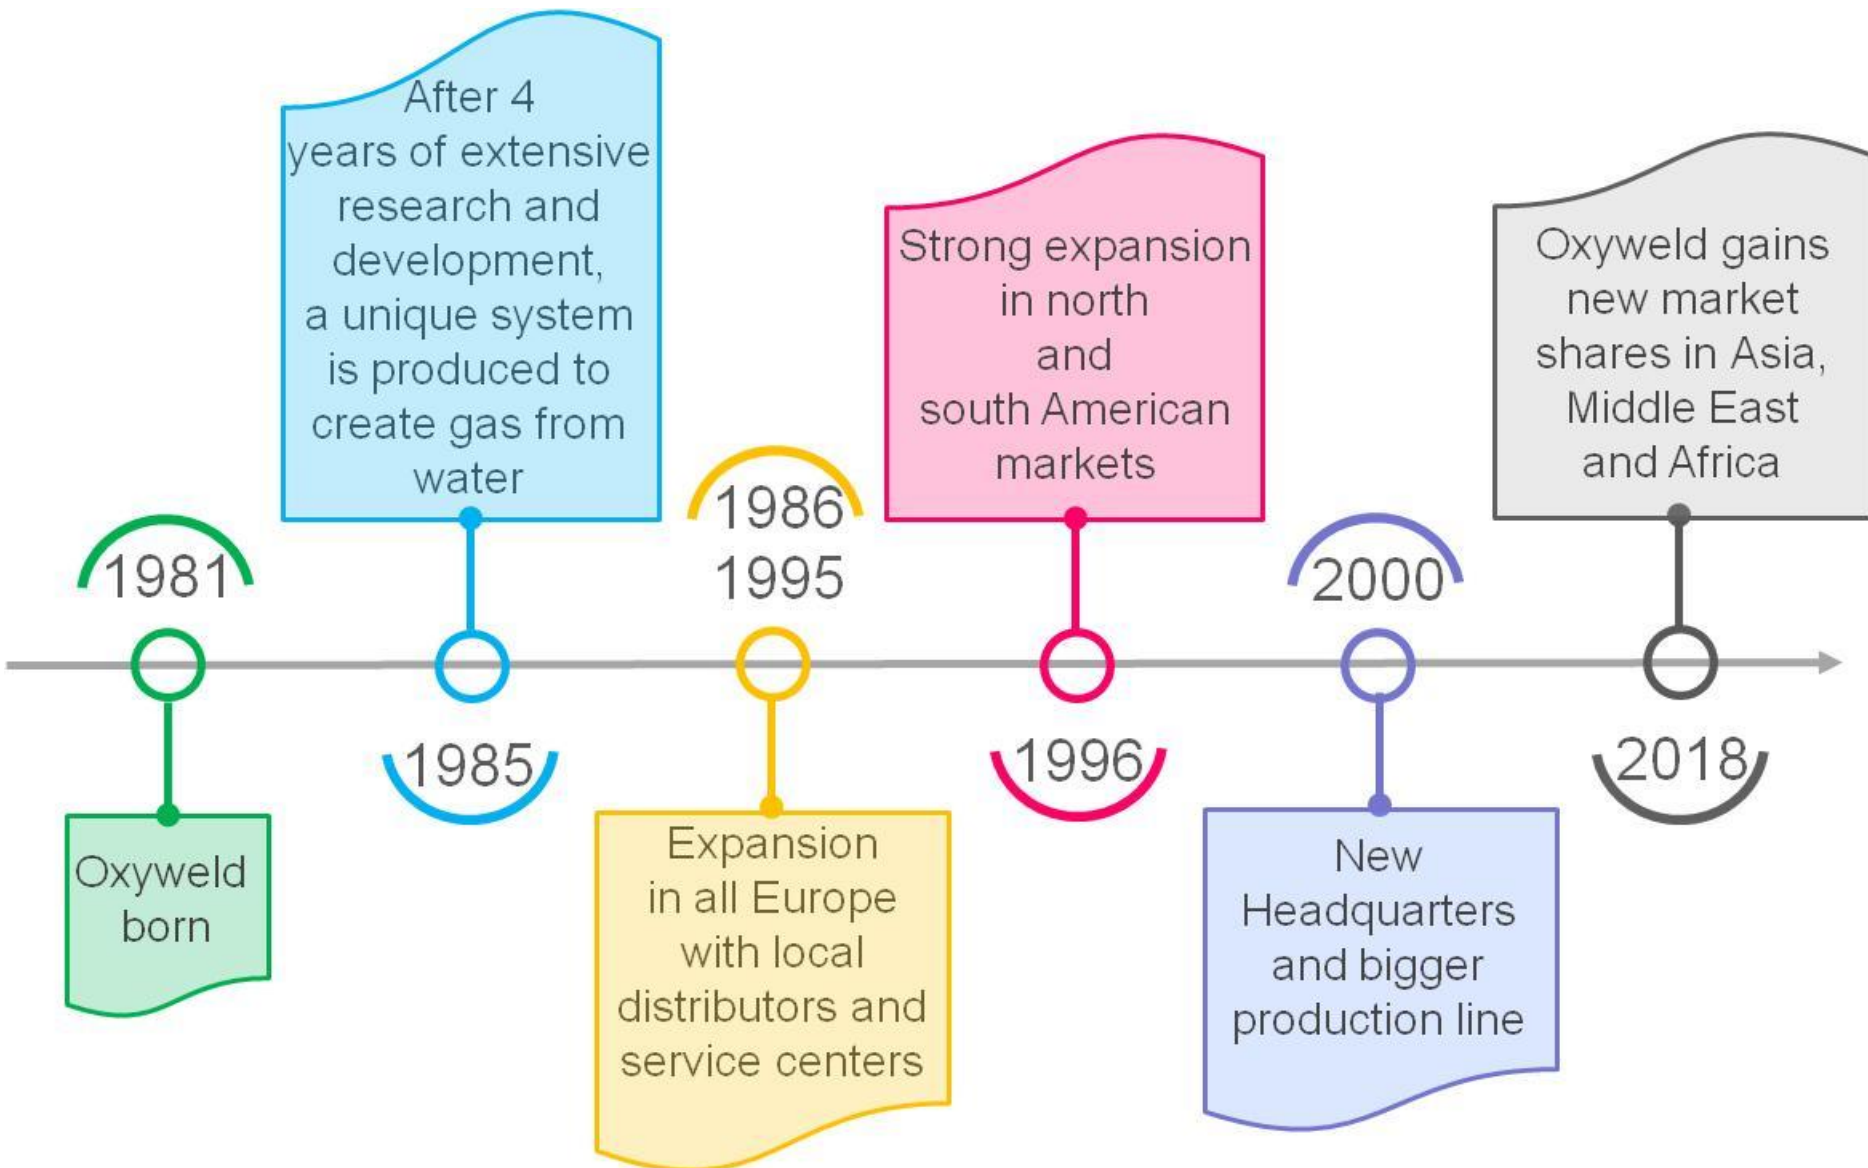 1981
Oxyweld
born
After 4
years of extensive
research and
development,
a unique system
is produced to
create gas from
water
1985
1986
1995
Expansion
in all Europe
with local
distributors and
service centers
Strong expansion
in north
and
south American
markets
1996
2000
New
Headquarters
and bigger
production line
Oxyweld gains
new market
shares in Asia,
Middle East
and Africa
2018